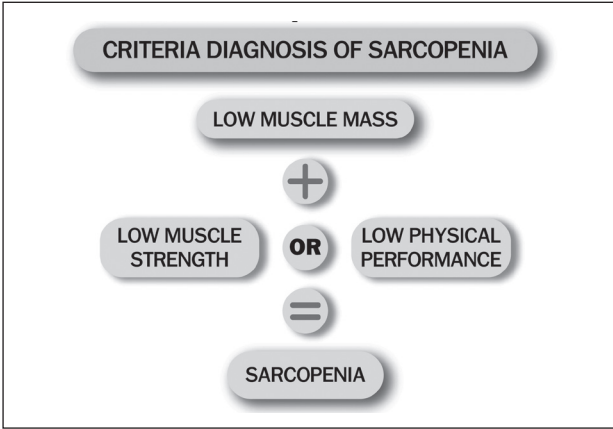 CRITERIA DIAGNOSIS OF SARCOPENIA
LOW MUSCLE MASS
+
LOW MUSCLE
STRENGTH
OR
LOW PHYSICAL
PERFORMANCE
=
SARCOPENIA